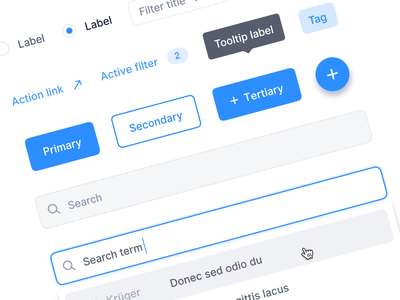 Label
Label
Filter title
Action link
Active filter
2
Tooltip label
Tag
Primary
Secondary
+ Tertiary
+
Search
Search term
Krüger
Donec sed odio du
lacus